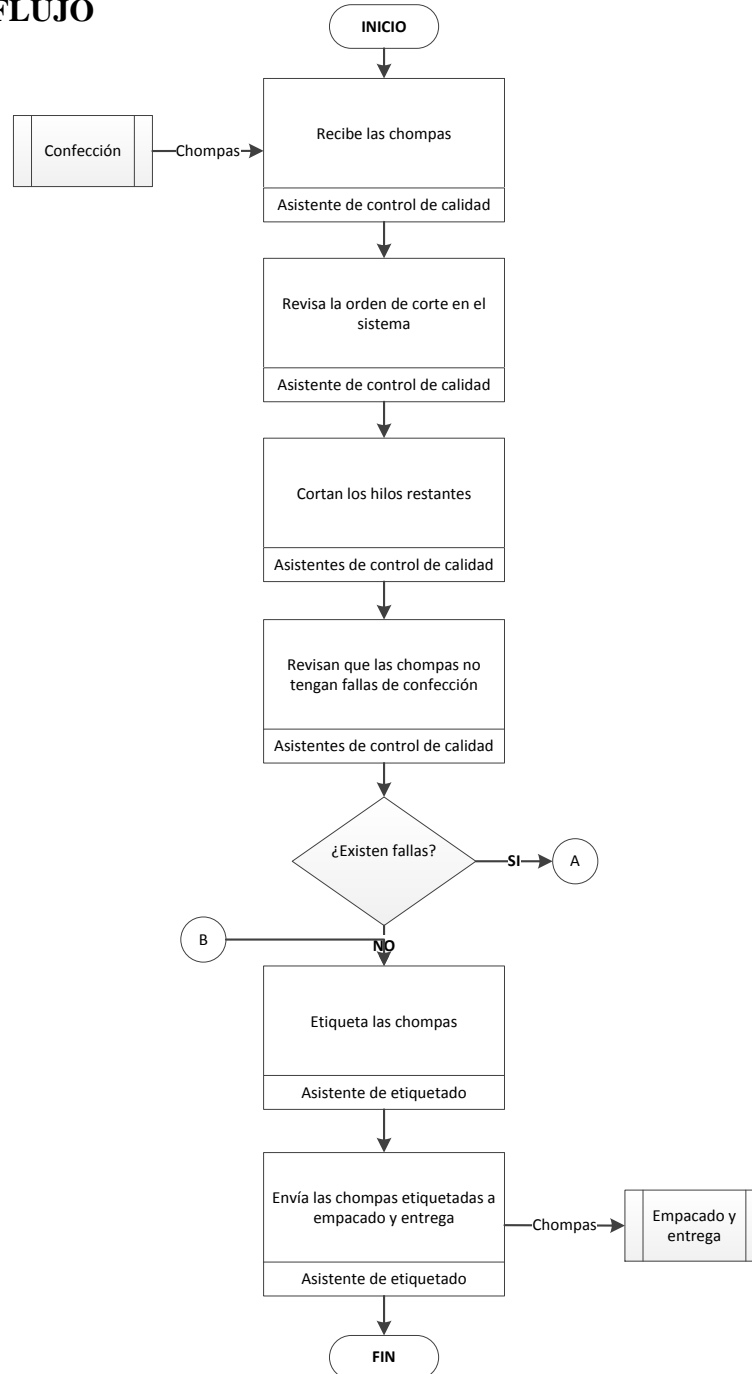 FLUJO
INICIO
Confección
Chompas
Recibe las chompas
Asistente de control de calidad
Revisa la orden de corte en el
sistema
Asistente de control de calidad
Cortan los hilos restantes
Asistentes de control de calidad
Revisan que las chompas no
tengan fallas de confección
Asistentes de control de calidad
¿Existen fallas?
SI
A
B
NO
Etiqueta las chompas
Asistente de etiquetado
Envía las chompas etiquetadas a
empacado y entrega
Asistente de etiquetado
Chompas
Empacado y
entrega
FIN